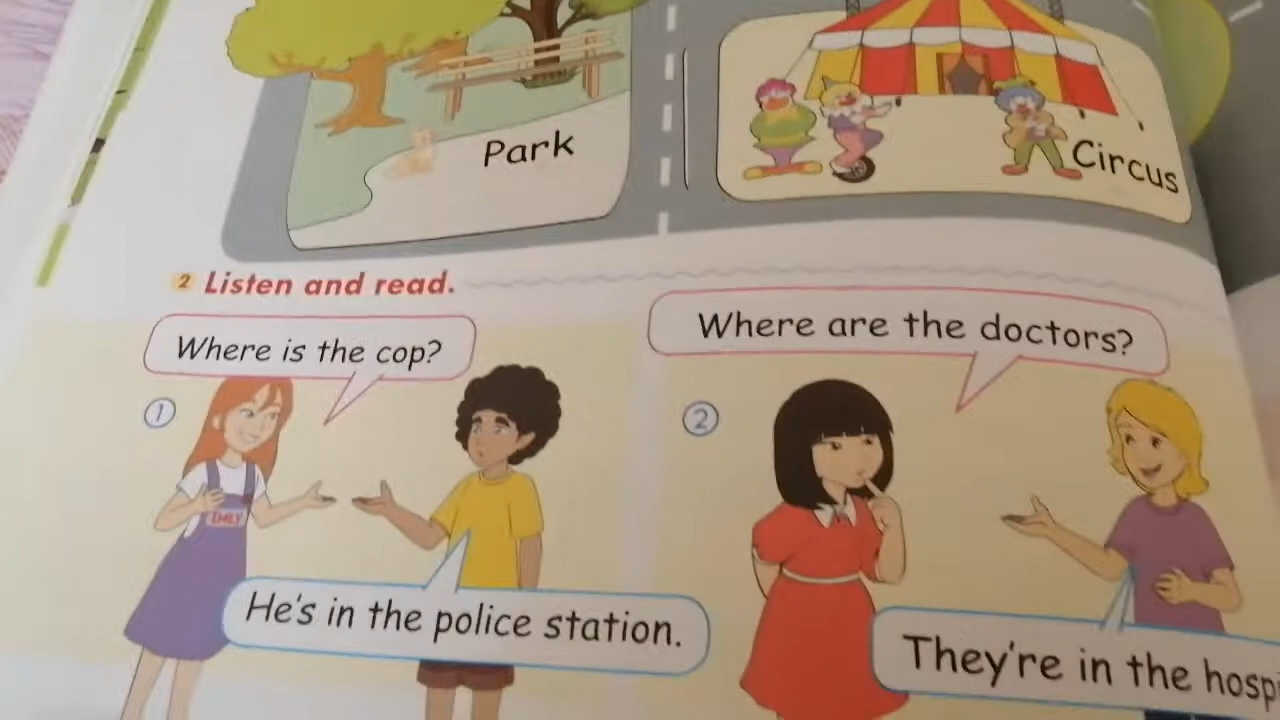 Park
Circus
2 Listen and read.
Where is the cop?
Where are the doctors?
1
2
EMILY
He's in the police station.
They're in the hosp